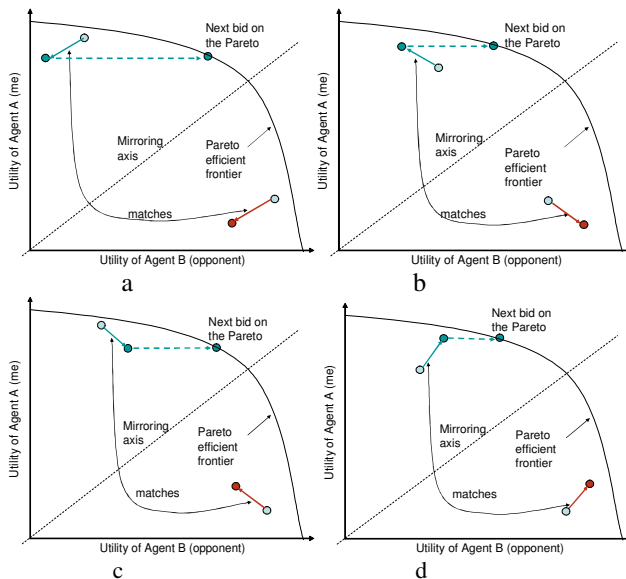 Next bid on
the Pareto
Utility of Agent A (me)
Mirroring
axis
Pareto
efficient
frontier
matches
Utility of Agent B (opponent)
a
Next bid on
the Pareto
Utility of Agent A (me)
Mirroring
axis
Pareto
efficient
frontier
matches
Utility of Agent B (opponent)
b
Next bid on
the Pareto
Utility of Agent A (me)
Mirroring
axis
Pareto
efficient
frontier
matches
Utility of Agent B (opponent)
c
Next bid on
the Pareto
Utility of Agent A (me)
Mirroring
axis
Pareto
efficient
frontier
matches
Utility of Agent B (opponent)
d